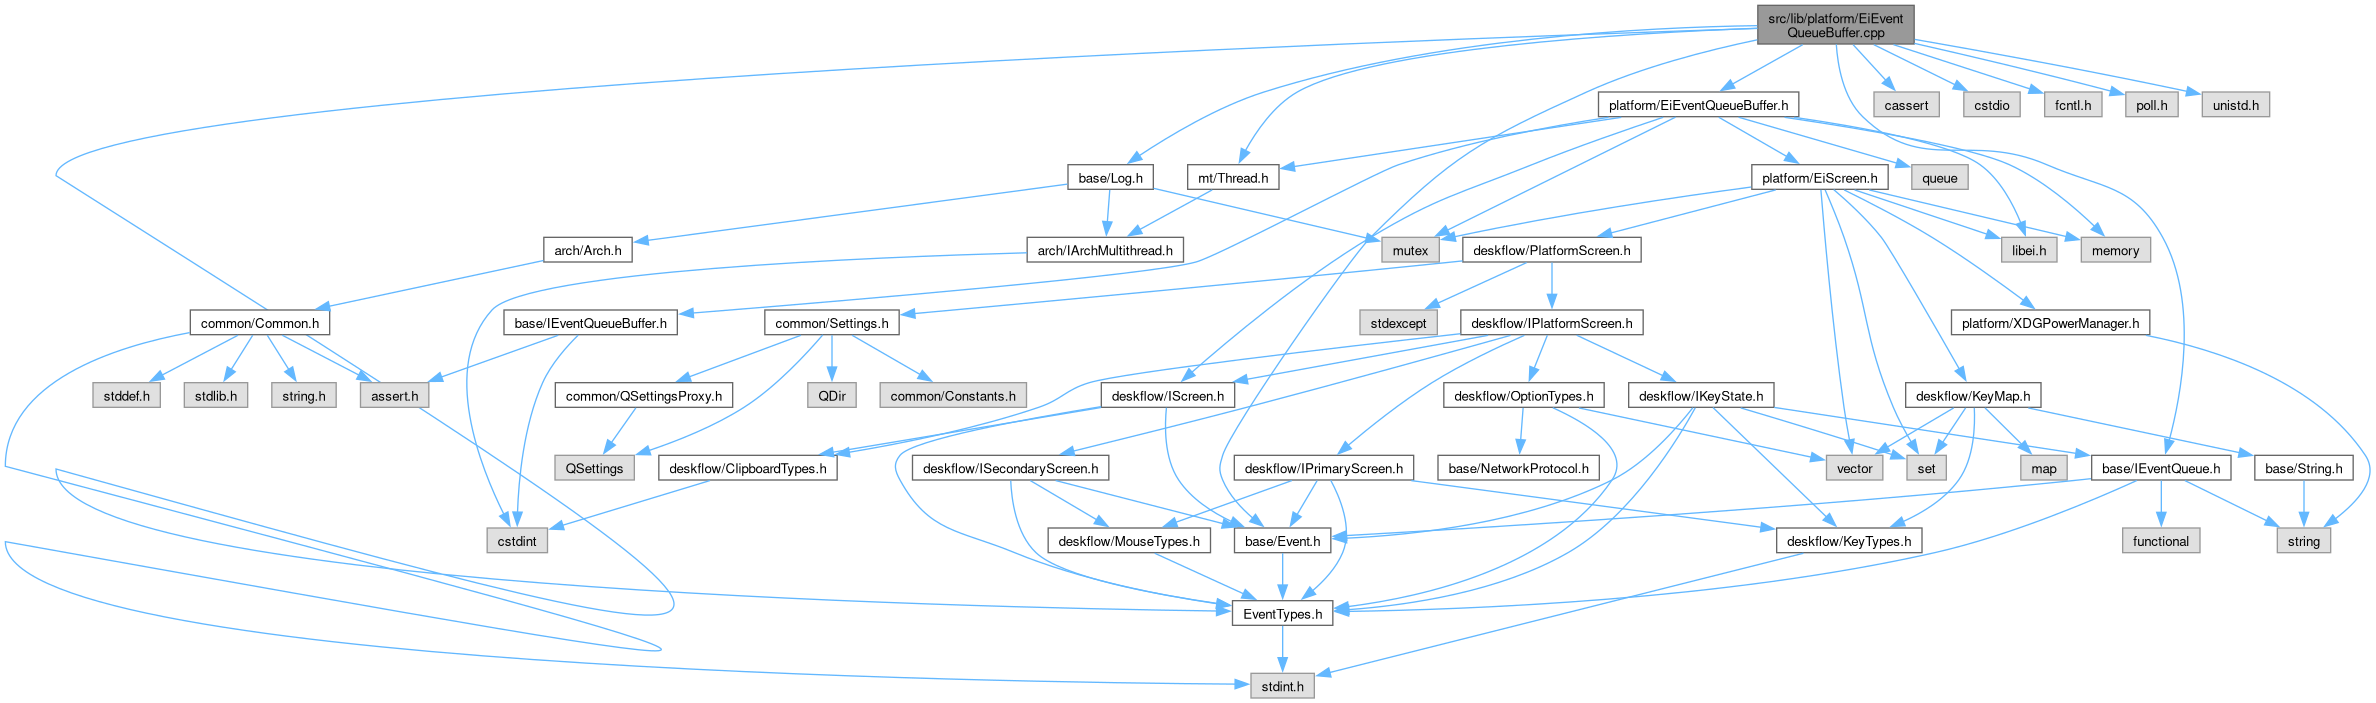 src/lib/platform/EiEvent
QueueBuffer.cpp
platform/EiEventQueueBuffer.h
cassert
cstdio
fcntl.h
poll.h
unistd.h
base/Log.h
mt/Thread.h
platform/EiScreen.h
queue
arch/Arch.h
arch/IArchMultithread.h
mutex
deskflow/PlatformScreen.h
libei.h
memory
common/Common.h
base/IEventQueueBuffer.h
common/Settings.h
stdexcept
deskflow/IPlatformScreen.h
platform/XDGPowerManager.h
stddef.h
stdlib.h
string.h
assert.h
common/QSettingsProxy.h
QDir
common/Constants.h
deskflow/IScreen.h
deskflow/OptionTypes.h
deskflow/IKeyState.h
deskflow/KeyMap.h
QSettings
deskflow/ClipboardTypes.h
deskflow/ISecondaryScreen.h
deskflow/IPrimaryScreen.h
base/NetworkProtocol.h
vector
set
map
base/IEventQueue.h
base/String.h
cstdint
deskflow/MouseTypes.h
base/Event.h
deskflow/KeyTypes.h
functional
string
EventTypes.h
stdint.h